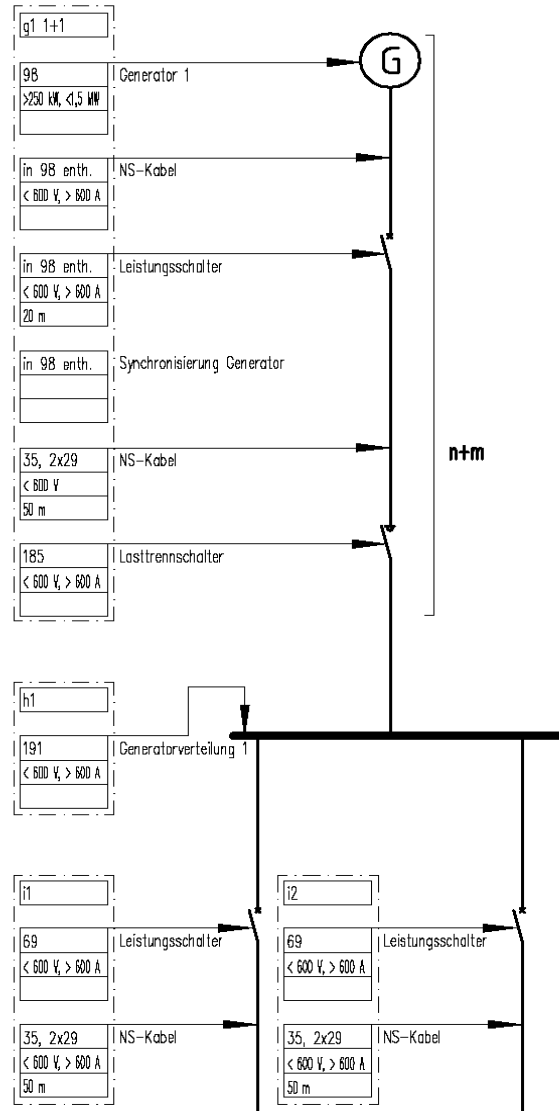 g1 1+1
98
Generator 1
>250 kW, <1,5 MW
G
in 98 enth.
NS-Kabel
< 600 V, > 600 A
in 98 enth.
Leistungsschalter
< 600 V, > 600 A
20 m
in 98 enth.
Synchronisierung Generator
35, 2x29
NS-Kabel
< 600 V
50 m
n+m
185
Lasttrennschalter
< 600 V, > 600 A
h1
191
Generatorverteilung 1
< 600 V, > 600 A
i1
69
Leistungsschalter
< 600 V, > 600 A
35, 2x29
NS-Kabel
< 600 V, > 600 A
50 m
i2
69
Leistungsschalter
< 600 V, > 600 A
35, 2x29
NS-Kabel
< 600 V, > 600 A
50 m